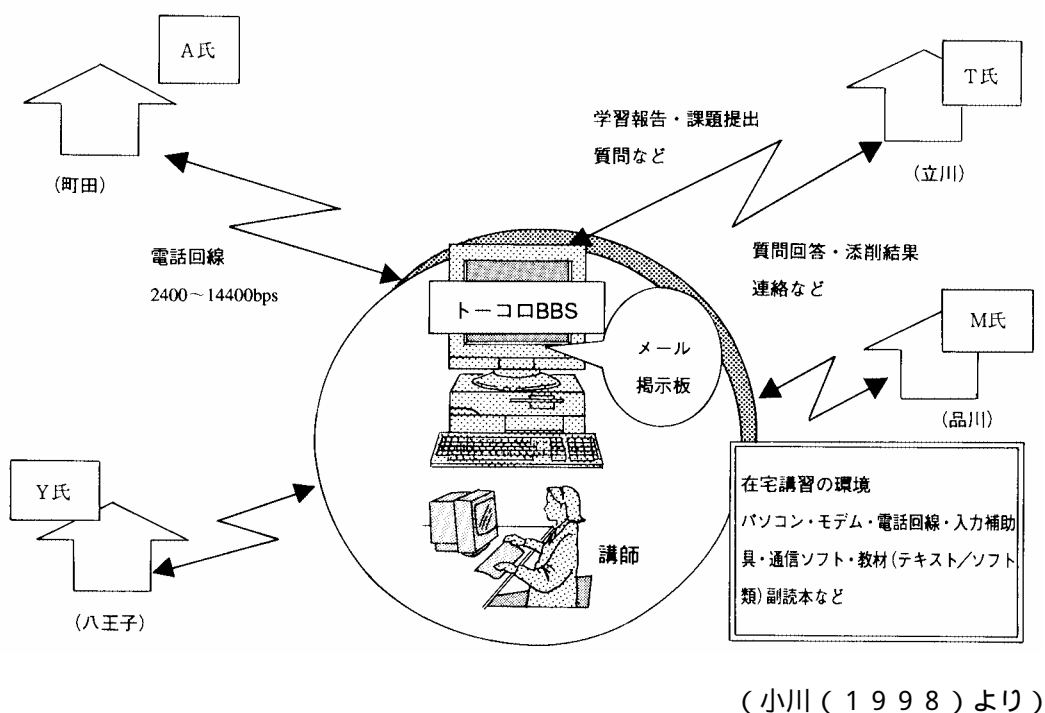 A氏
(町田)
T氏
(立川)
学習報告・課題提出
質問など
電話回線
2400～14400bps
質問回答・添削結果
連絡など
トーコロBBS
メール
掲示板
M氏
(品川)
Y氏
(八王子)
講師
在宅講習の環境
パソコン・モデム・電話回線・入力補助
具・通信ソフト・教材(テキスト／ソフト
類)副読本など
(小川(1998)より)